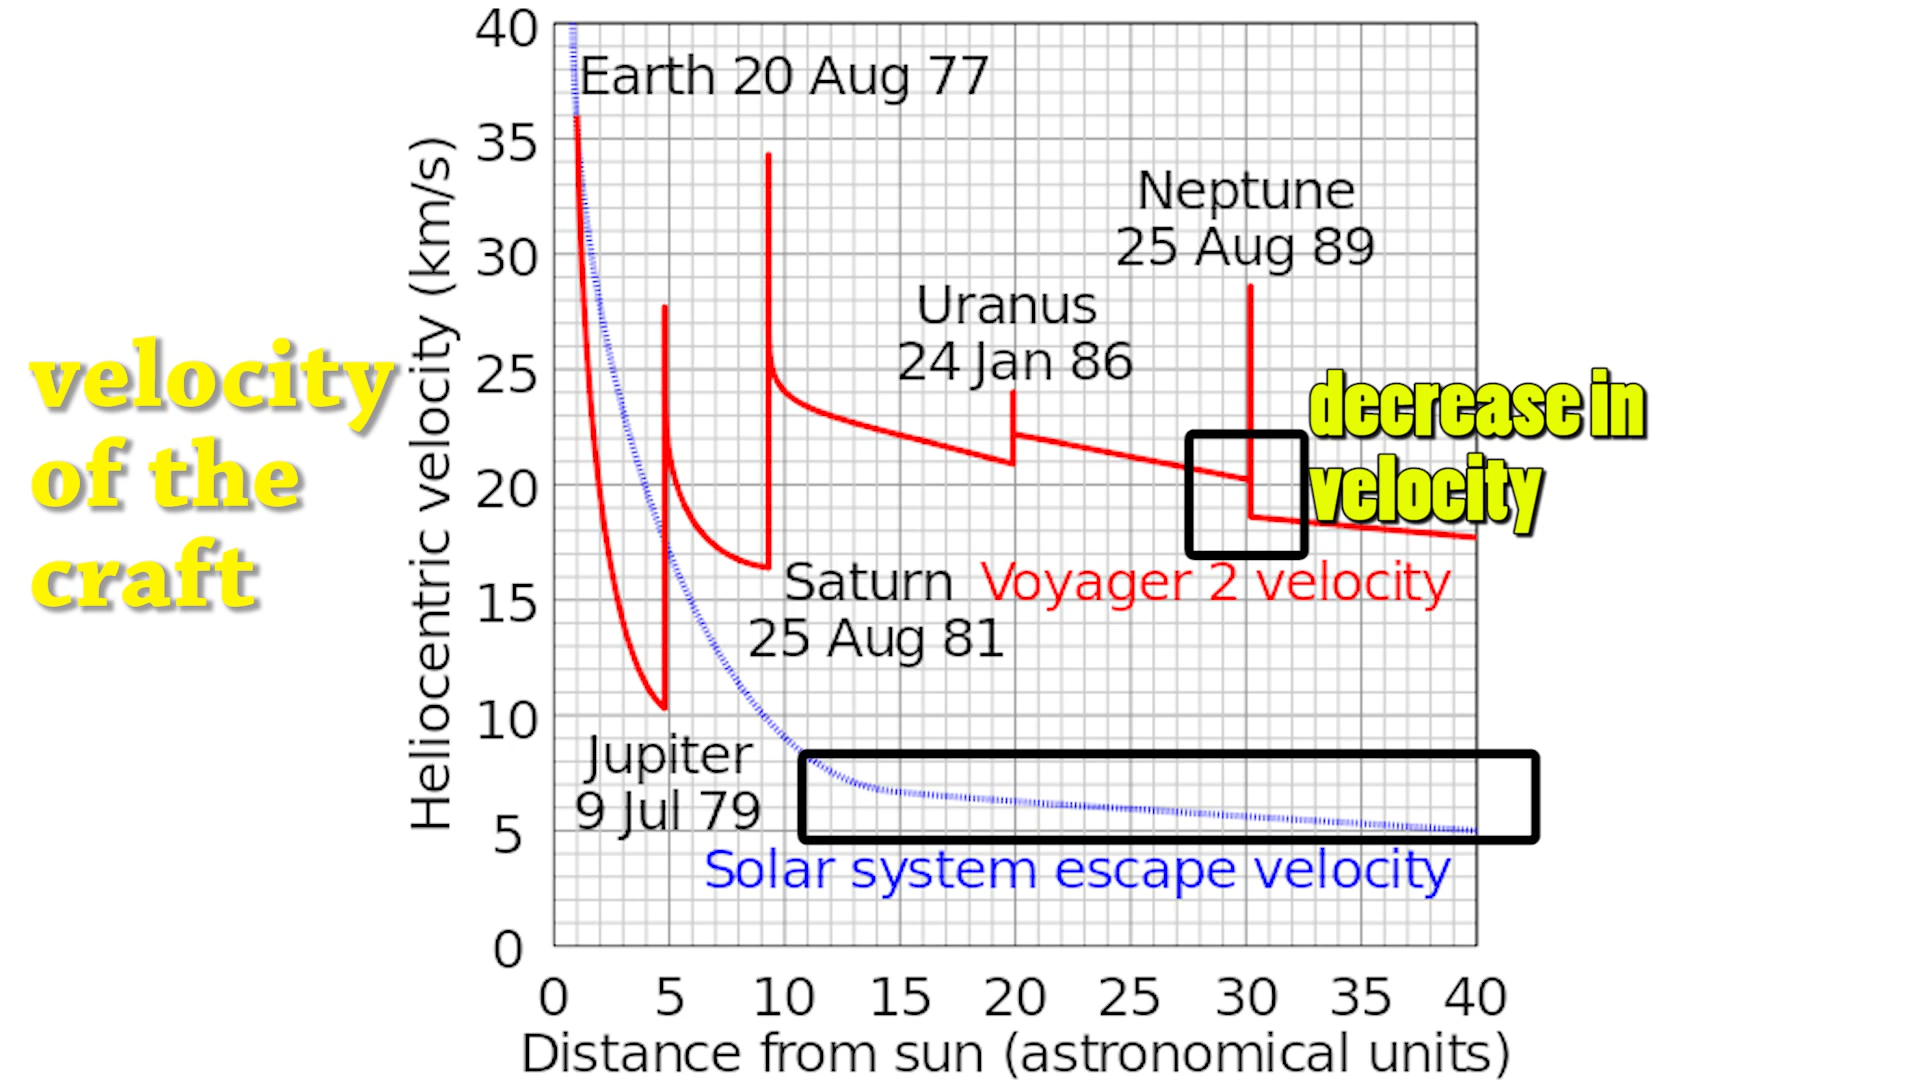 velocity
of the
craft
Heliocentric velocity (km/s)
40
35
30
25
20
15
10
5
0
Earth 20 Aug 77
Neptune
25 Aug 89
Uranus
24 Jan 86
decrease in
velocity
Saturn
25 Aug 81
Voyager 2 velocity
Jupiter
9 Jul 79
Solar system escape velocity
0 5 10 15 20 25 30 35 40
Distance from sun (astronomical units)